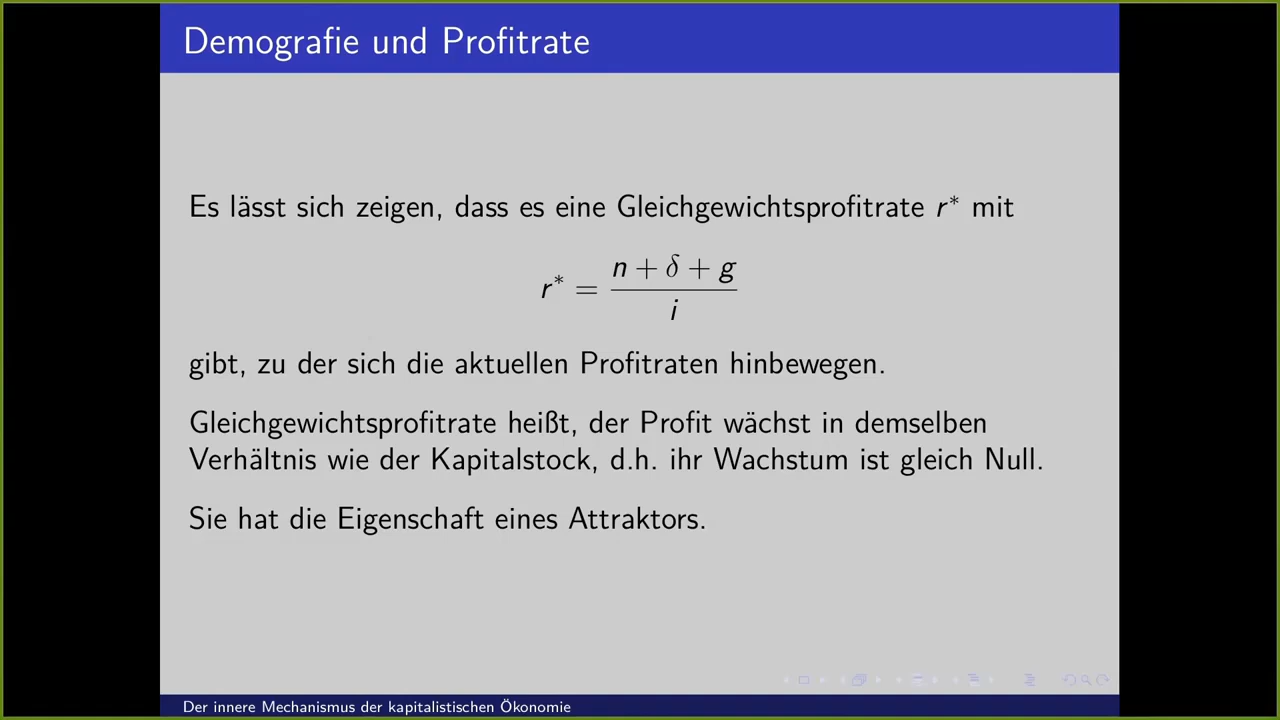 Demografie und Profitrate
Es lässt sich zeigen, dass es eine Gleichgewichtsprofitrate r* mit
r* = (n + δ + g) / i
gibt, zu der sich die aktuellen Profitraten hinbewegen.
Gleichgewichtsprofitrate heißt, der Profit wächst in demselben
Verhältnis wie der Kapitalstock, d.h. ihr Wachstum ist gleich Null.
Sie hat die Eigenschaft eines Attraktors.
Der innere Mechanismus der kapitalistischen Ökonomie